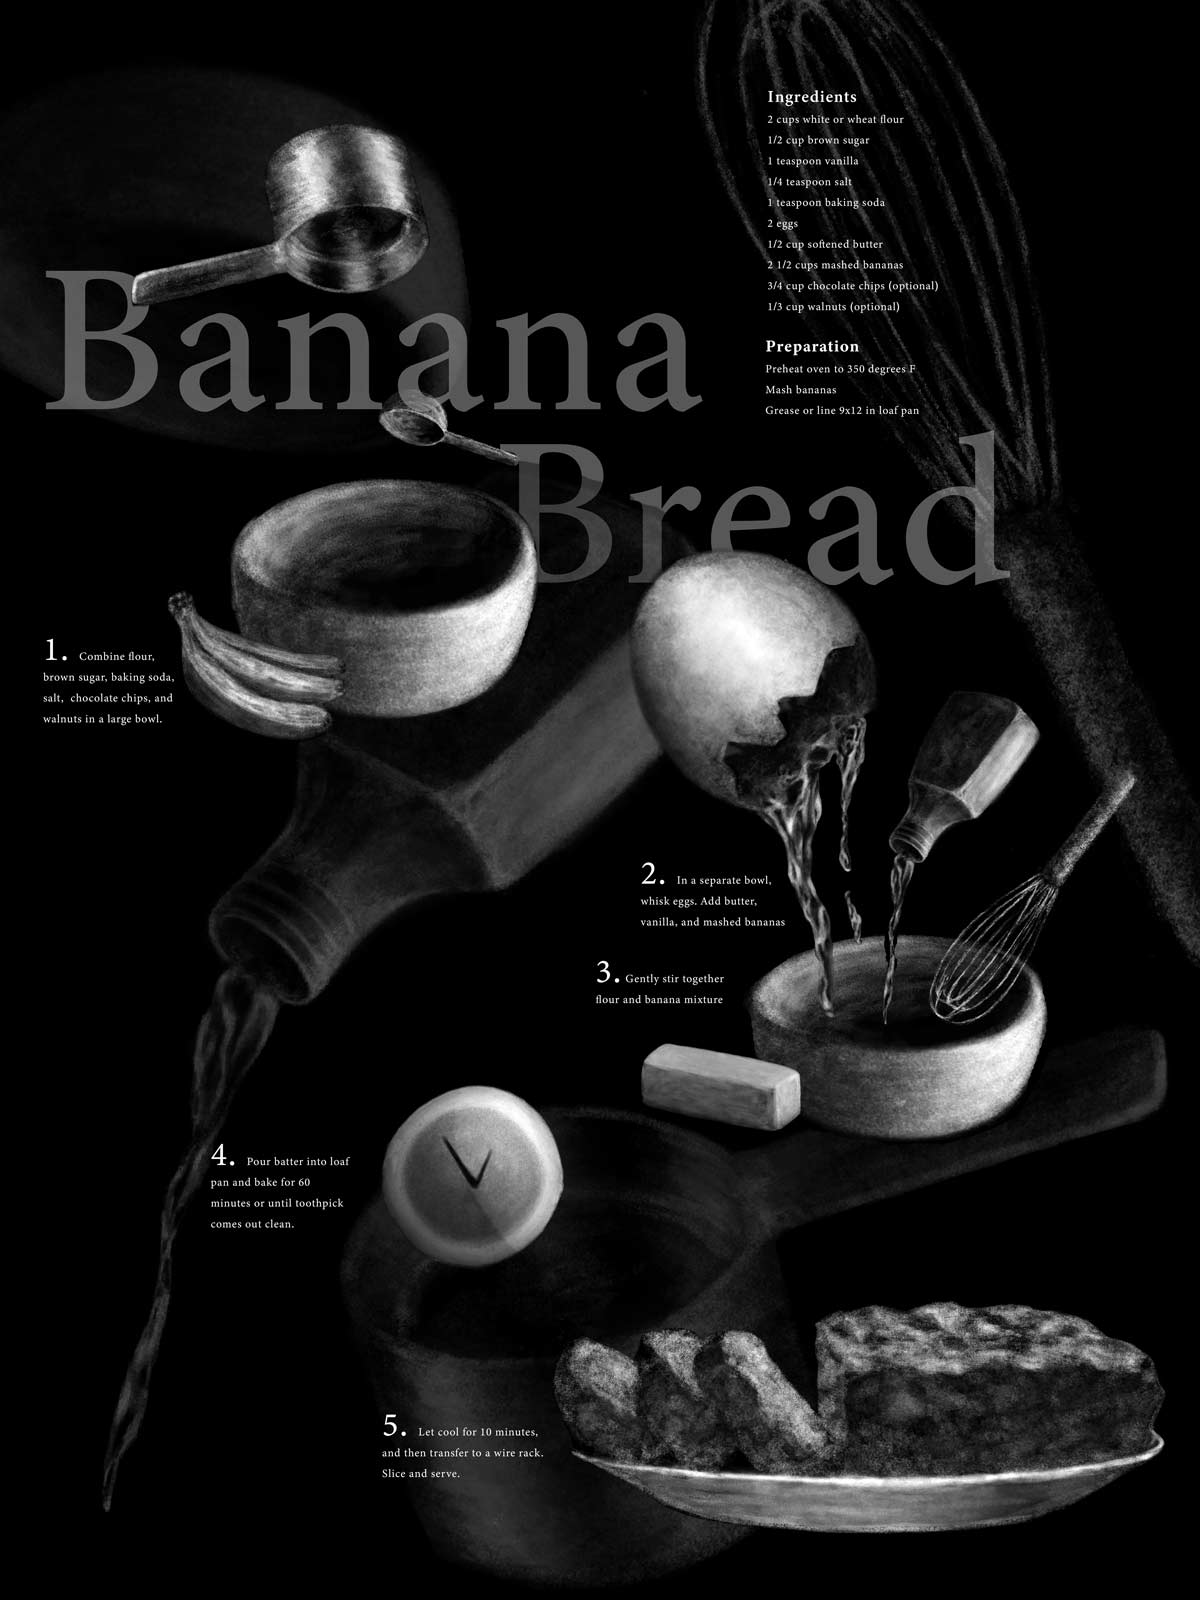 Banana
Bread
Ingredients
2 cups white or wheat flour
1/2 cup brown sugar
1 teaspoon vanilla
1/4 teaspoon salt
1 teaspoon baking soda
2 eggs
1/2 cup softened butter
2 1/2 cups mashed bananas
3/4 cup chocolate chips (optional)
1/3 cup walnuts (optional)
Preparation
Preheat oven to 350 degrees F
Mash bananas
Grease or line 9x12 in loaf pan
1. Combine flour,
brown sugar, baking soda,
salt, chocolate chips, and
walnuts in a large bowl.
2. In a separate bowl,
whisk eggs. Add butter,
vanilla, and mashed bananas
3. Gently stir together
flour and banana mixture
4. Pour batter into loaf
pan and bake for 60
minutes or until toothpick
comes out clean.
5. Let cool for 10 minutes,
and then transfer to a wire rack.
Slice and serve.